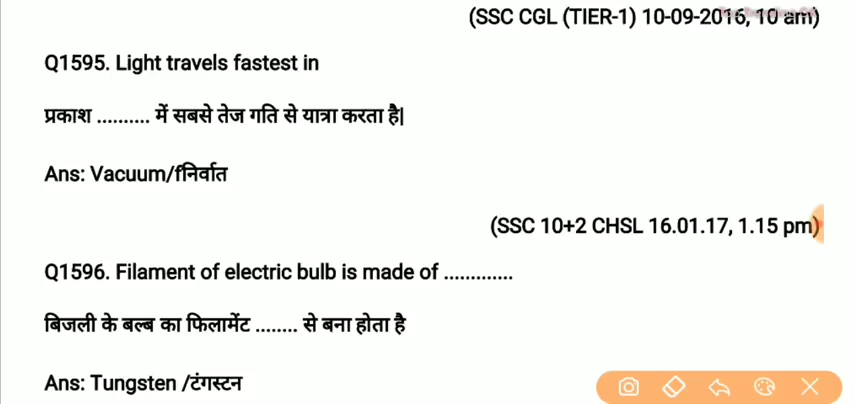 (SSC CGL (TIER-1) 10-09-2016, 10 am)
Q1595. Light travels fastest in
प्रकाश .......... में सबसे तेज गति से यात्रा करता है|
Ans: Vacuum/निर्वात
(SSC 10+2 CHSL 16.01.17, 1.15 pm)
Q1596. Filament of electric bulb is made of .............
बिजली के बल्ब का फिलामेंट ........ से बना होता है
Ans: Tungsten /टंगस्टन